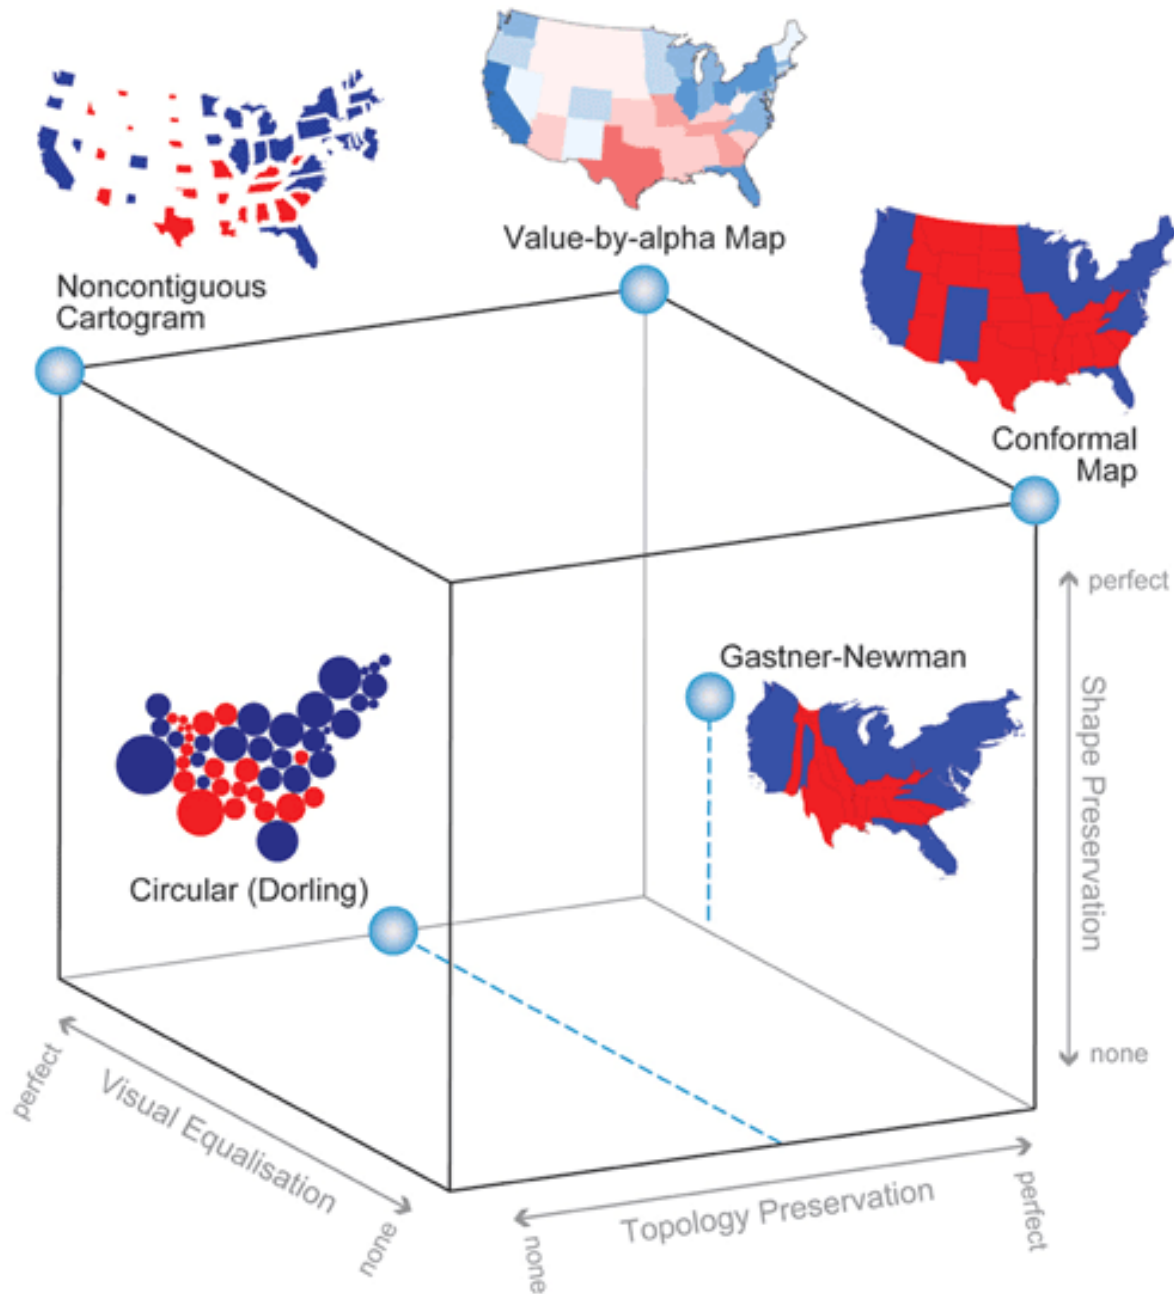 Value-by-alpha Map
Noncontiguous
Cartogram
Conformal
Map
perfect
Gastner-Newman
Shape Preservation
Circular (Dorling)
none
perfect
Visual Equalisation
none
Topology Preservation
none
perfect